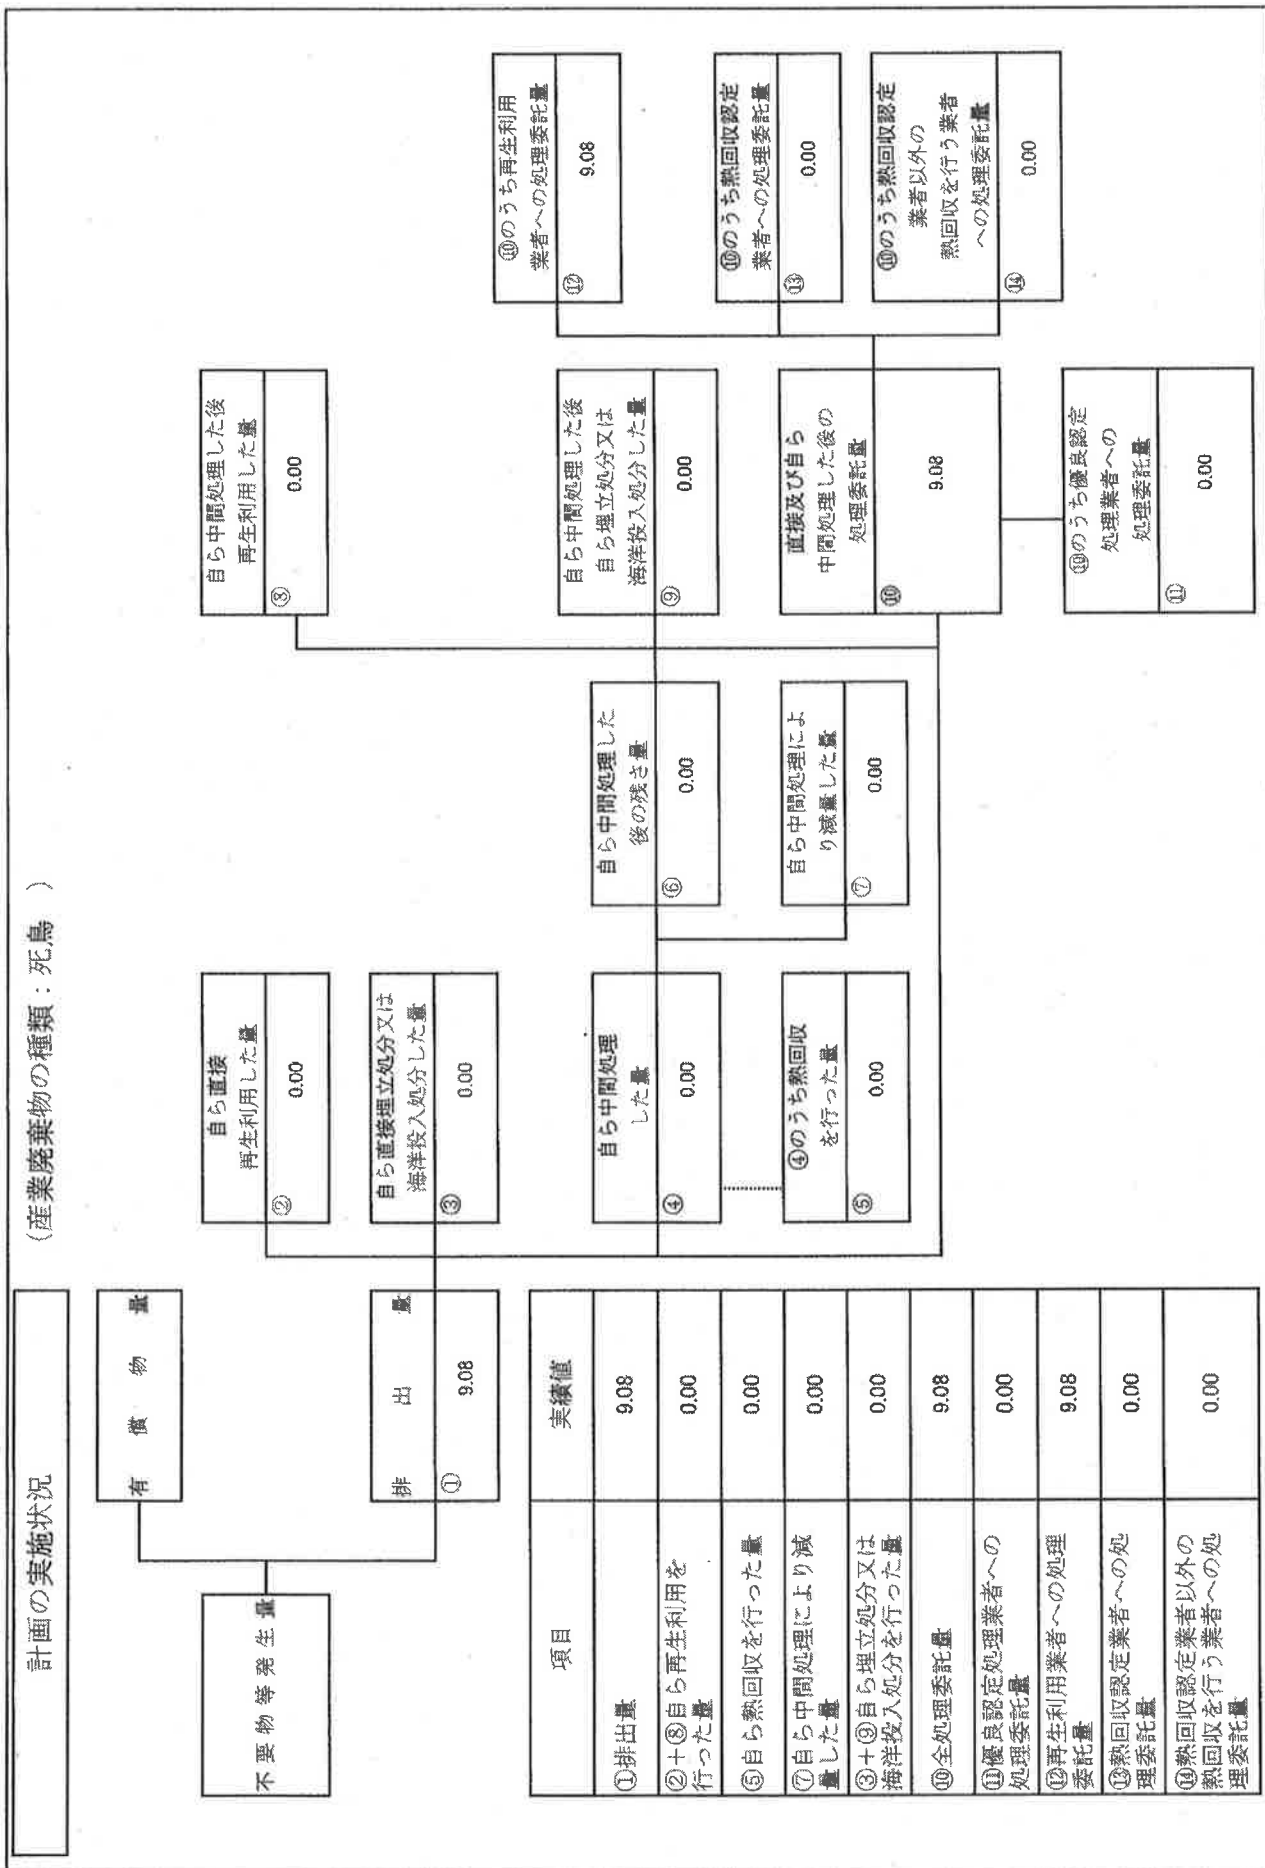 計画の実施状況
(産業廃棄物の種類：死鳥　)
有償物量
不要物等発生量
排出量
①
9.08
自ら直接
再生利用した量
②
0.00
自ら直接埋立処分又は
海洋投入処分した量
③
0.00
自ら中間処理
した量
④
0.00
④のうち熱回収
を行った量
⑤
0.00
自ら中間処理した
後の残さ量
⑥
0.00
自ら中間処理によ
り減量した量
⑦
0.00
自ら中間処理した後
再生利用した量
⑧
0.00
自ら中間処理した後
自ら埋立処分又は
海洋投入処分した量
⑨
0.00
直接及び自ら
中間処理した後の
処理委託量
⑩
9.08
⑩のうち優良認定
処理業者への
処理委託量
⑪
0.00
⑩のうち再生利用
業者への処理委託量
⑫
9.08
⑩のうち熱回収認定
業者への処理委託量
⑬
0.00
⑩のうち熱回収認定
業者以外の
熱回収を行う業者
への処理委託量
⑭
0.00
項目
実績値
①排出量
9.08
②＋⑧自ら再生利用を
行った量
0.00
⑤自ら熱回収を行った量
0.00
⑦自ら中間処理により減
量した量
0.00
③＋⑨自ら埋立処分又は
海洋投入処分を行った量
0.00
⑩全処理委託量
9.08
⑪優良認定処理業者への
処理委託量
0.00
⑫再生利用業者への処理
委託量
9.08
⑬熱回収認定業者への処
理委託量
0.00
⑭熱回収認定業者以外の
熱回収を行う業者への処
理委託量
0.00